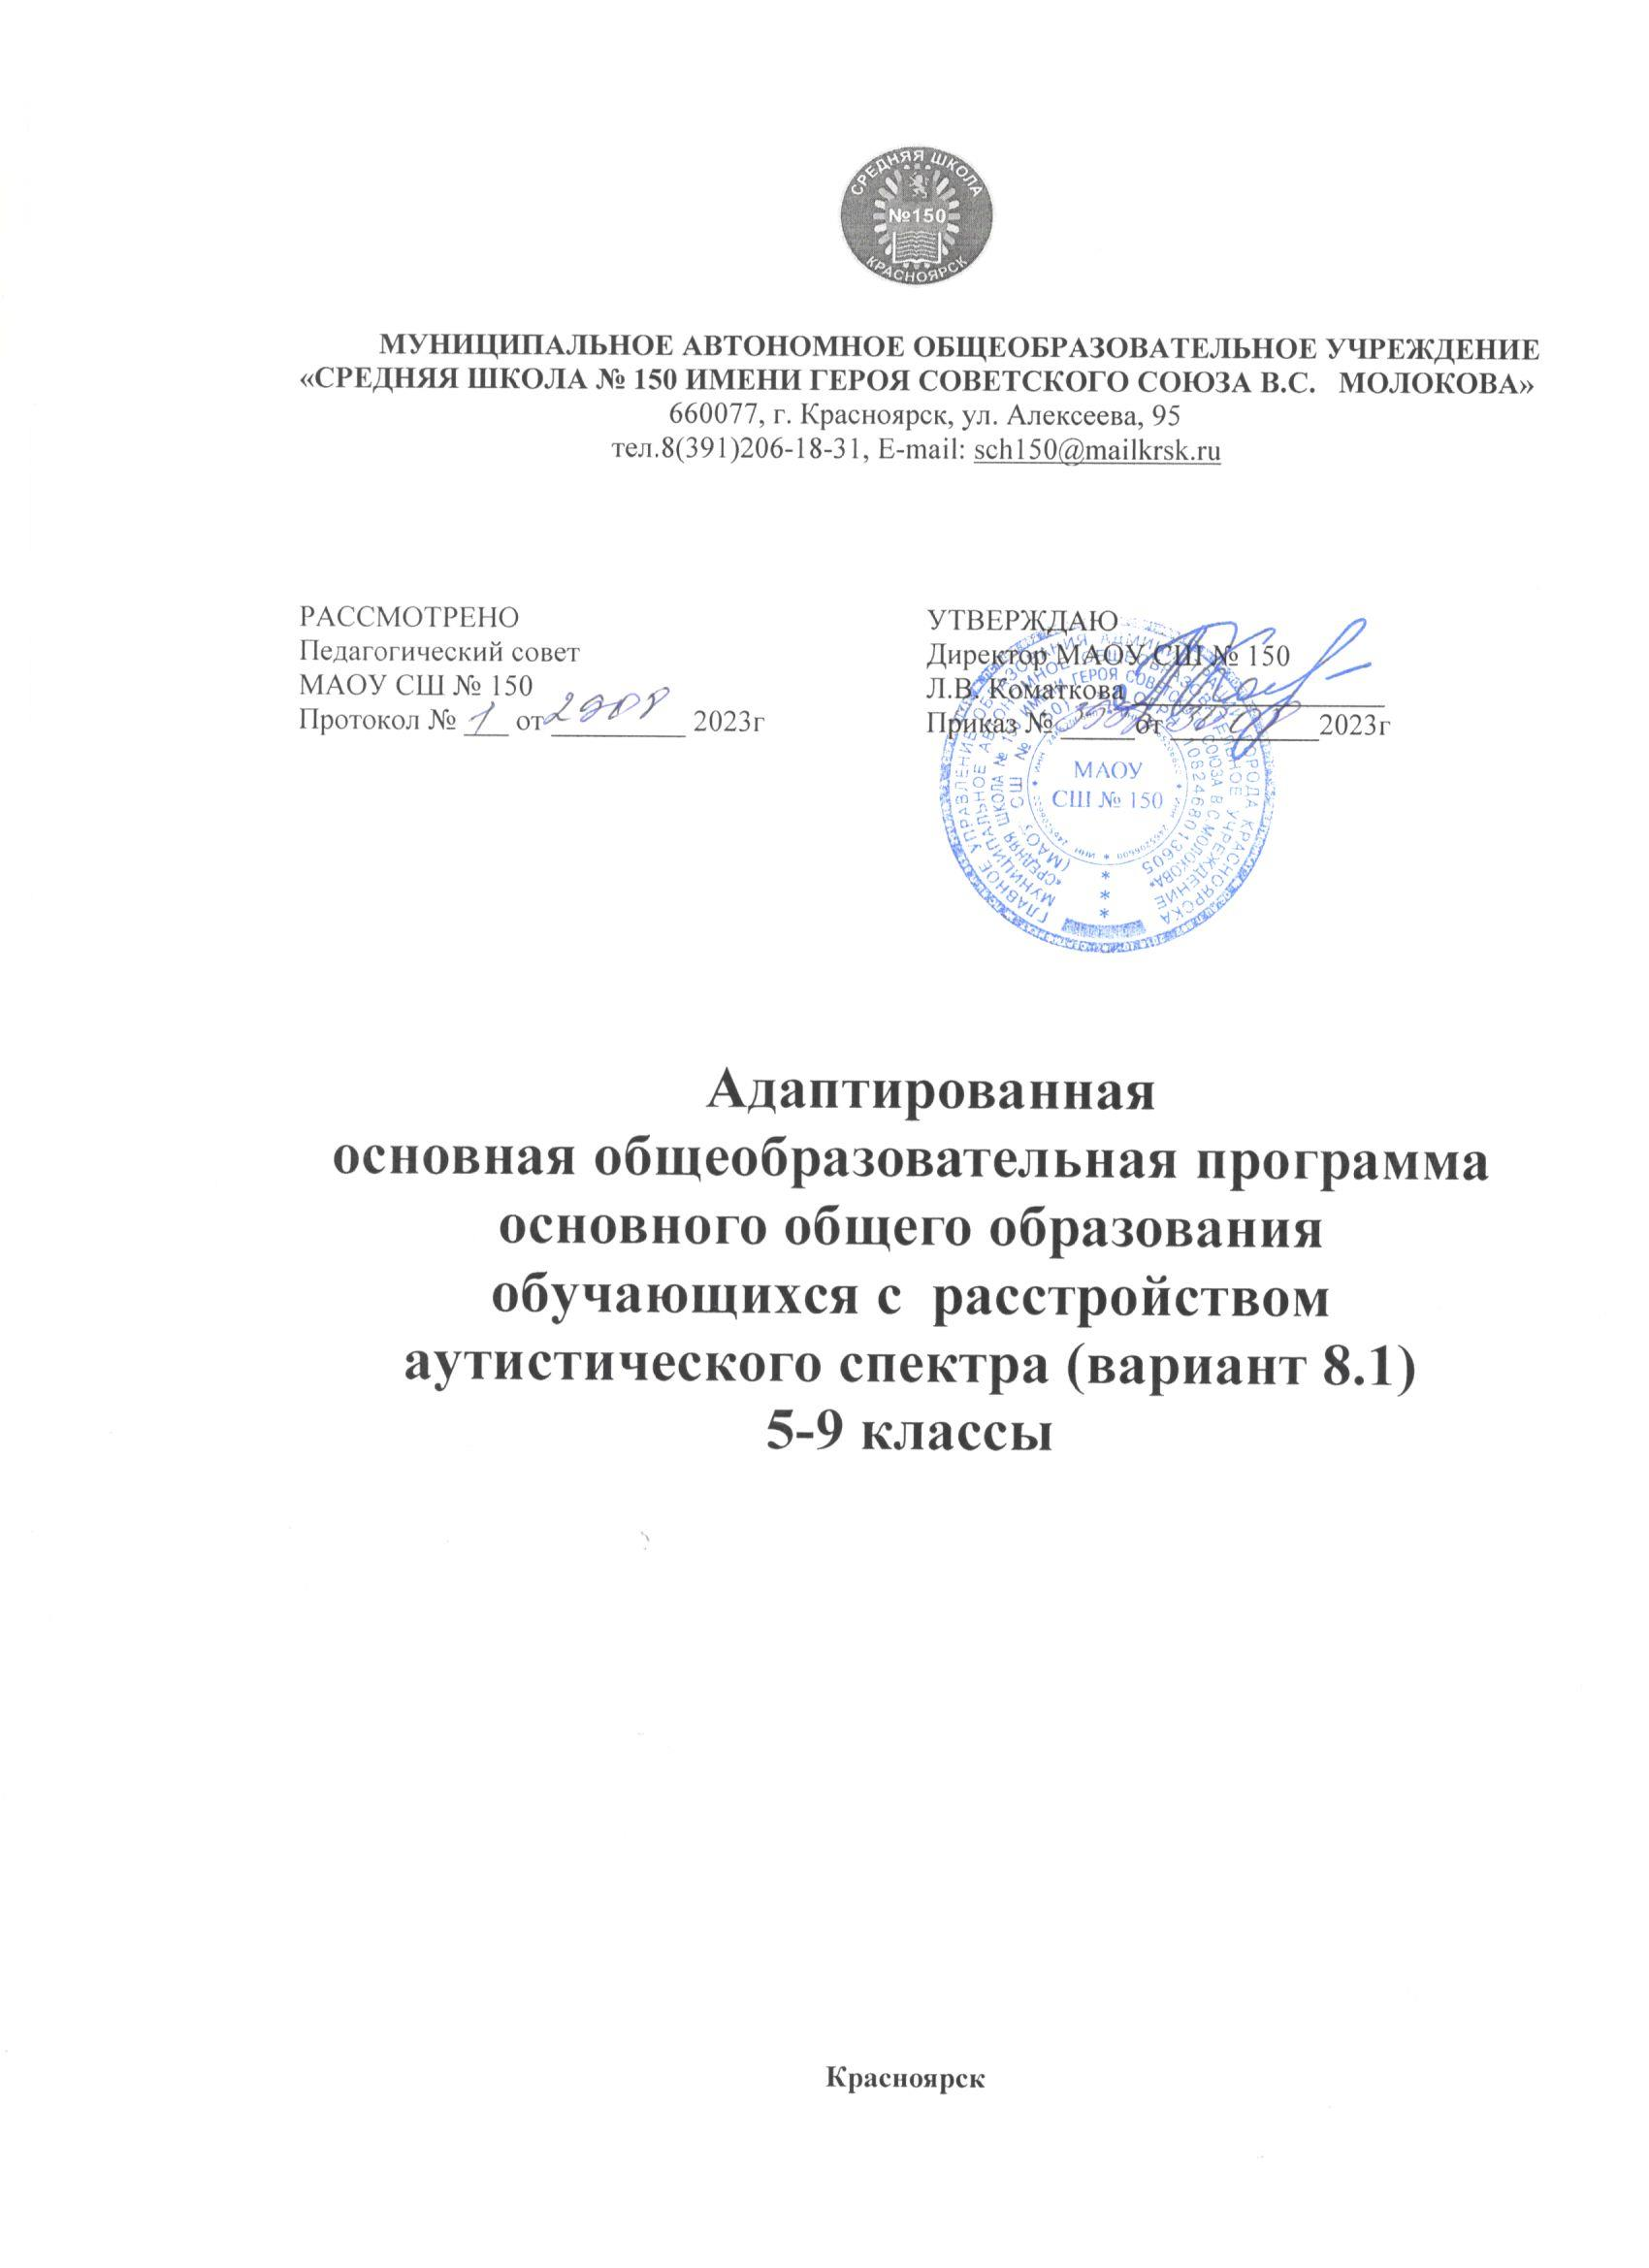 СРЕДНЯЯ ШКОЛА
№150
КРАСНОЯРСК
МУНИЦИПАЛЬНОЕ АВТОНОМНОЕ ОБЩЕОБРАЗОВАТЕЛЬНОЕ УЧРЕЖДЕНИЕ
«СРЕДНЯЯ ШКОЛА № 150 ИМЕНИ ГЕРОЯ СОВЕТСКОГО СОЮЗА В.С. МОЛОКОВА»
660077, г. Красноярск, ул. Алексеева, 95
тел.8(391)206-18-31, E-mail: sch150@mailkrsk.ru
РАССМОТРЕНО
Педагогический совет
МАОУ СШ № 150
Протокол № 1 от 29.08 2023г
УТВЕРЖДАЮ
Директор МАОУ СШ № 150
Л.В. Коматкова
Приказ № от 2023г
МАОУ
СШ № 150
Адаптированная
основная общеобразовательная программа
основного общего образования
обучающихся с расстройством
аутистического спектра (вариант 8.1)
5-9 классы
Красноярск